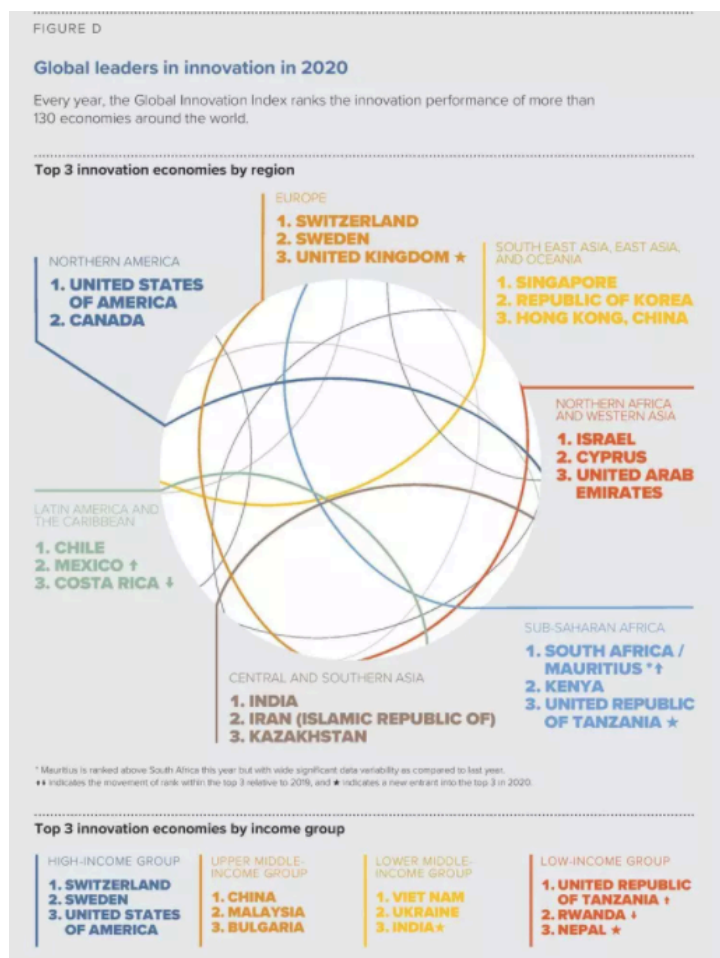 FIGURE D
Global leaders in innovation in 2020
Every year, the Global Innovation Index ranks the innovation performance of more than
130 economies around the world.
Top 3 innovation economies by region
EUROPE
1. SWITZERLAND
2. SWEDEN
3. UNITED KINGDOM ★
SOUTH EAST ASIA, EAST ASIA,
AND OCEANIA
1. SINGAPORE
2. REPUBLIC OF KOREA
3. HONG KONG, CHINA
NORTHERN AMERICA
1. UNITED STATES
OF AMERICA
2. CANADA
NORTHERN AFRICA
AND WESTERN ASIA
1. ISRAEL
2. CYPRUS
3. UNITED ARAB
EMIRATES
LATIN AMERICA AND
THE CARIBBEAN
1. CHILE
2. MEXICO ↑
3. COSTA RICA ↓
SUB-SAHARAN AFRICA
1. SOUTH AFRICA /
MAURITIUS *↑
2. KENYA
3. UNITED REPUBLIC
OF TANZANIA ★
CENTRAL AND SOUTHERN ASIA
1. INDIA
2. IRAN (ISLAMIC REPUBLIC OF)
3. KAZAKHSTAN
* Mauritius is ranked above South Africa this year but with wide significant data variability as compared to last year.
↑↓ indicates the movement of rank within the top 3 relative to 2019, and ★ indicates a new entrant into the top 3 in 2020.
Top 3 innovation economies by income group
HIGH-INCOME GROUP
1. SWITZERLAND
2. SWEDEN
3. UNITED STATES
OF AMERICA
UPPER MIDDLE-
INCOME GROUP
1. CHINA
2. MALAYSIA
3. BULGARIA
LOWER MIDDLE-
INCOME GROUP
1. VIET NAM
2. UKRAINE
3. INDIA★
LOW-INCOME GROUP
1. UNITED REPUBLIC
OF TANZANIA ↑
2. RWANDA ↓
3. NEPAL ★